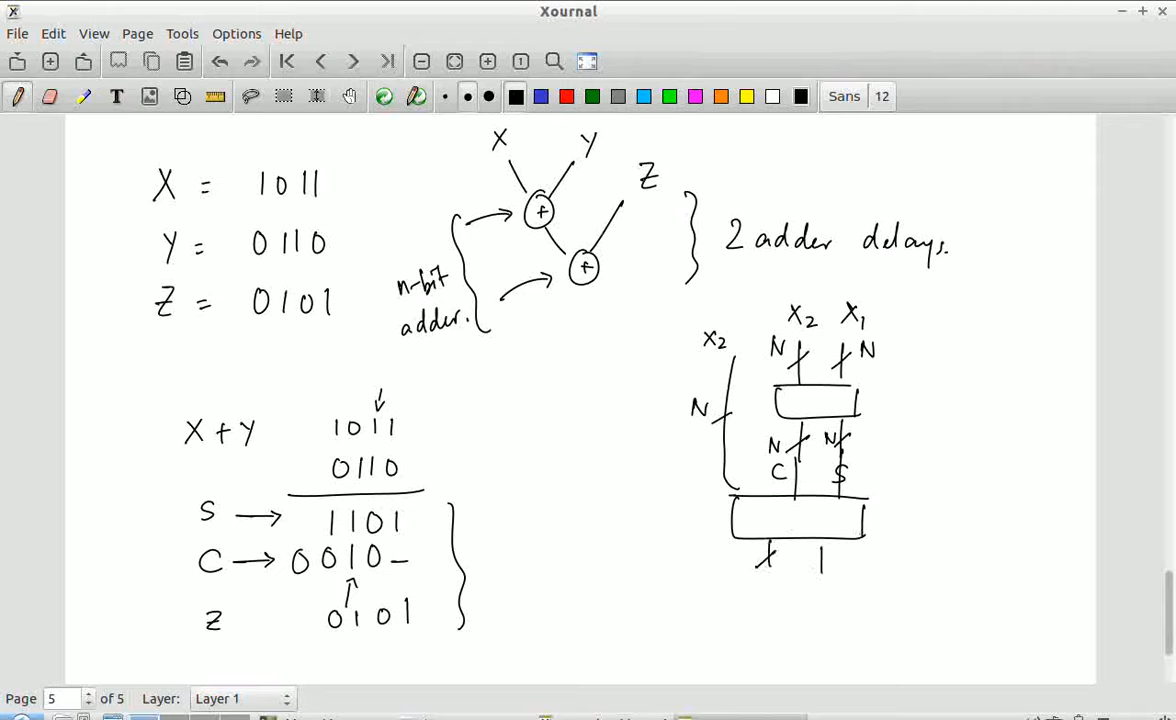 Xournal
File Edit View Page Tools Options Help
Sans 12
X = 1011
Y = 0110
Z = 0101
X Y
Z
+
+
n-bit
adder.
2 adder delays.
X2 X1
X2
N N
N
N N
C S
X + Y
1011
0110
S → 1101
C → 0010-
Z 0101
Page 5 of 5 Layer: Layer 1